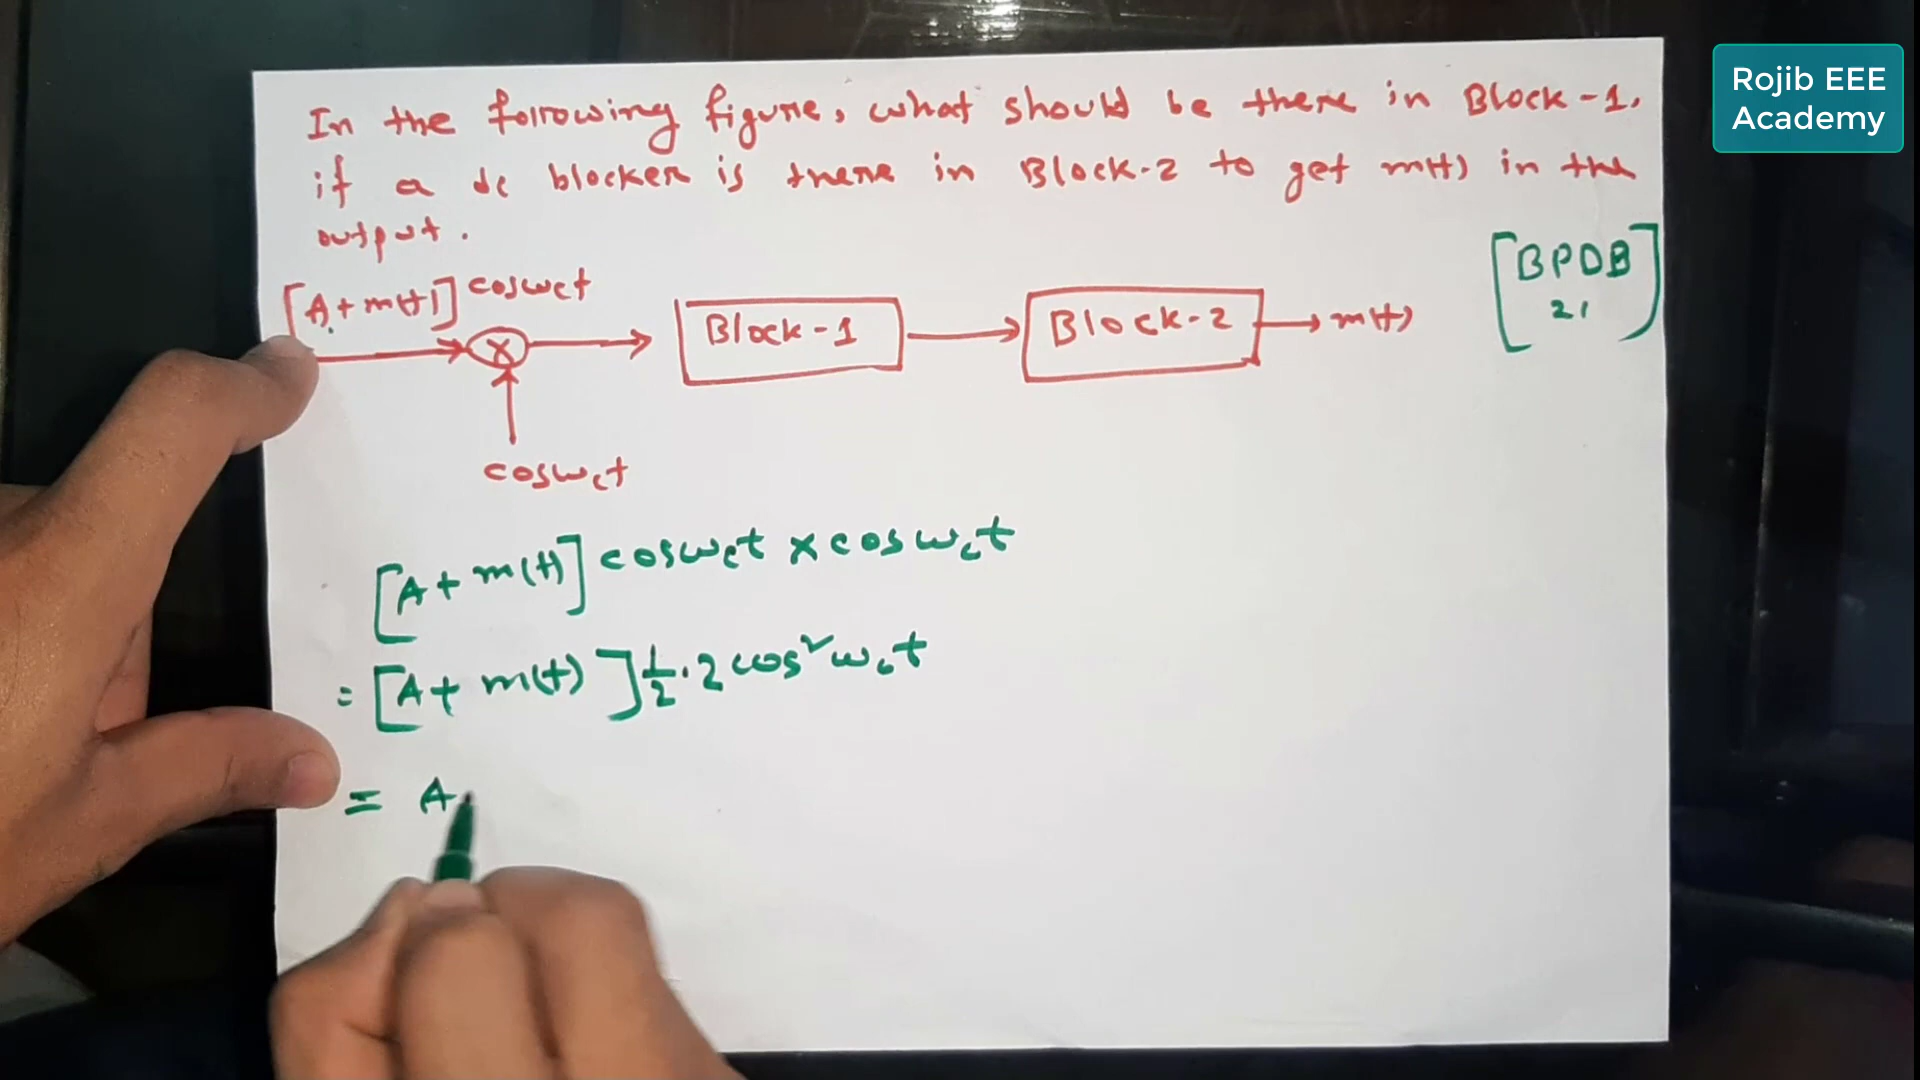 Rojib EEE
Academy
In the following figure, what should be there in Block-1.
if a dc blocker is there in Block-2 to get m(t) in the
output.
[BPDB
21]
[A+m(t)] cosωct
×
Block-1
Block-2
m(t)
cosωct
[A+m(t)] cosωct × cosωct
= [A+ m(t)] 1/2 . 2 cos²ωct
= A